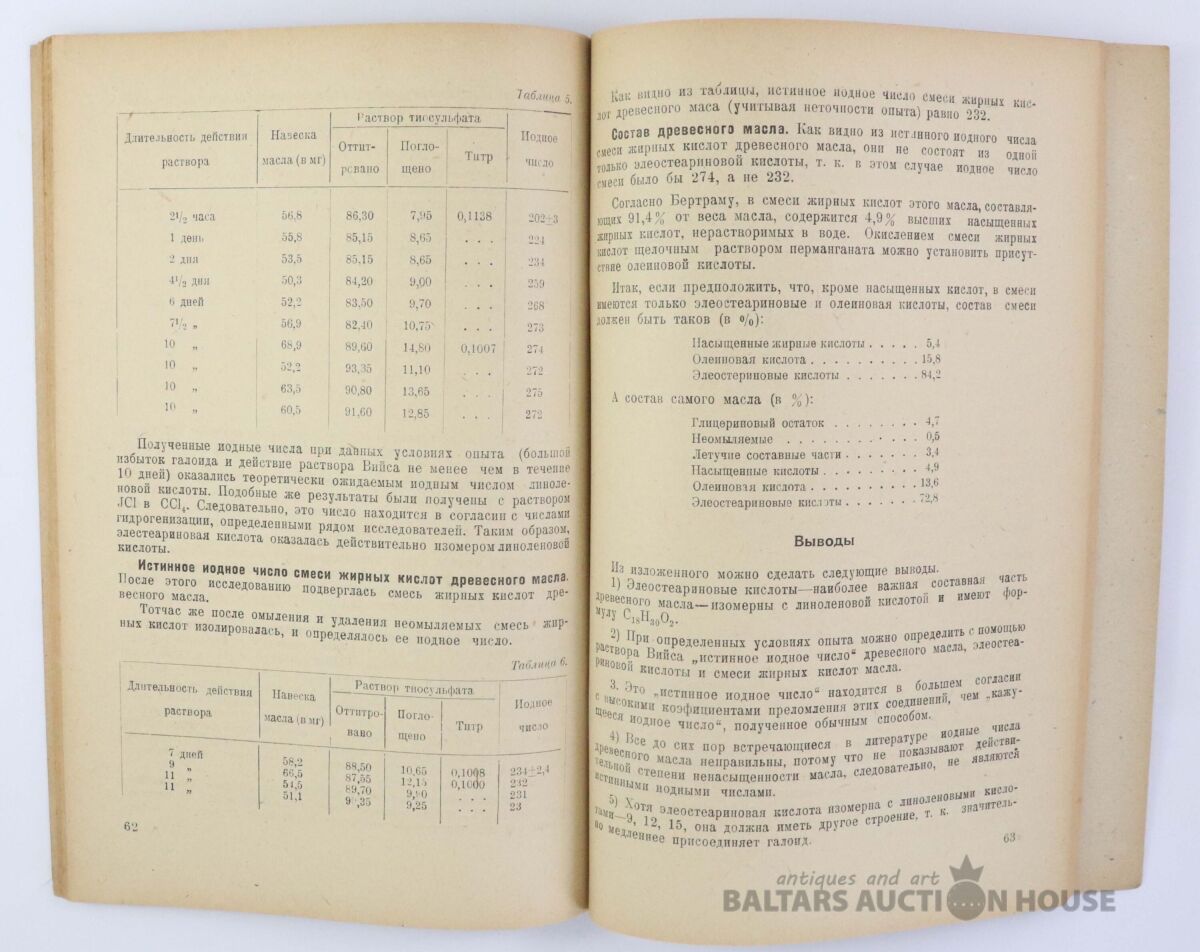 Таблица 5.
Длительность действия раствора | Навеска масла (в мг) | Раствор тиосульфата | Иодное число
Оттит-ровано | Погло-щено | Титр
2½ часа 56,8 86,30 7,95 0,1138 202±3
1 день 55,8 85,15 8,65 . . . 224
2 дня 53,5 85,15 8,65 . . . 234
4½ дня 50,3 84,20 9,00 . . . 259
6 дней 52,2 83,50 9,70 . . . 268
7½ „ 56,9 82,40 10,75 . . . 273
10 „ 68,9 89,60 14,80 0,1007 274
10 „ 52,2 93,35 11,10 . . . 272
10 „ 63,5 90,80 13,65 . . . 275
10 „ 60,5 91,60 12,85 . . . 272
Полученные иодные числа при данных условиях опыта (большой
избыток галоида и действие раствора Вийса не менее чем в течение
10 дней) оказались теоретически ожидаемым иодным числом линоле-
новой кислоты. Подобные же результаты были получены с раствором
JCl в CCl₄. Следовательно, это число находится в согласии с числами
гидрогенизации, определенными рядом исследователей. Таким образом,
элестеариновая кислота оказалась действительно изомером линоленовой
кислоты.
Истинное иодное число смеси жирных кислот древесного масла.
После этого исследованию подверглась смесь жирных кислот дре-
весного масла.
Тотчас же после омыления и удаления неомыляемых смесь жир-
ных кислот изолировалась, и определялось ее иодное число.
Таблица 6.
Длительность действия раствора | Навеска масла (в мг) | Раствор тиосульфата | Иодное число
Оттитро-вано | Погло-щено | Титр
7 дней 58,2 88,50 10,65 0,1008 234±2,4
9 „ 66,5 87,55 12,15 0,1000 232
11 „ 54,5 89,70 9,90 . . . 231
11 „ 51,1 9 ,35 9,25 . . . 23
62
Как видно из таблицы, истинное иодное число смеси жирных кис-
лот древесного маса (учитывая неточности опыта) равно 232.
Состав древесного масла. Как видно из истинного иодного числа
смеси жирных кислот древесного масла, они не состоят из одной
только элеостеариновой кислоты, т. к. в этом случае иодное число
смеси было бы 274, а не 232.
Согласно Бертраму, в смеси жирных кислот этого масла, составля-
ющих 91,4% от веса масла, содержится 4,9% высших насыщенных
жирных кислот, нерастворимых в воде. Окислением смеси жирных
кислот щелочным раствором перманганата можно установить присут-
ствие олеиновой кислоты.
Итак, если предположить, что, кроме насыщенных кислот, в смеси
имеются только элеостеариновые и олеиновая кислоты, состав смеси
должен быть таков (в %):
Насыщенные жирные кислоты . . . . . 5,4
Олеиновая кислота . . . . . . . . . . 15,8
Элеостериновые кислоты . . . . . . . 84,2
А состав самого масла (в %):
Глицериновый остаток . . . . . . . . 4,7
Неомыляемые . . . . . . . . . . . 0,5
Летучие составные части . . . . . . . 3,4
Насыщенные кислоты . . . . . . . . . 4,9
Олеиновая кислота . . . . . . . . . . 13,6
Элеостеариновые кислоты . . . . . . . 72,8
Выводы
Из изложенного можно сделать следующие выводы.
1) Элеостеариновые кислоты—наиболее важная составная часть
древесного масла—изомерны с линоленовой кислотой и имеют фор-
мулу C₁₈H₃₀O₂.
2) При определенных условиях опыта можно определить с помощью
раствора Вийса „истинное иодное число“ древесного масла, элеостеа-
риновой кислоты и смеси жирных кислот масла.
3. Это „истинное иодное число“ находится в большем согласии
с высокими коэфициентами преломления этих соединений, чем „кажу-
щееся иодное число“, полученное обычным способом.
4) Все до сих пор встречающиеся в литературе иодные числа
древесного масла неправильны, потому что не показывают действи-
тельной степени ненасыщенности масла, следовательно, не являются
истинными иодными числами.
5) Хотя элеостеариновая кислота изомерна с линоленовыми кисло-
тами—9, 12, 15, она должна иметь другое строение, т. к. значитель-
но медленнее присоединяет галоид.
63
antiques and art
BALTARS AUCTION HOUSE